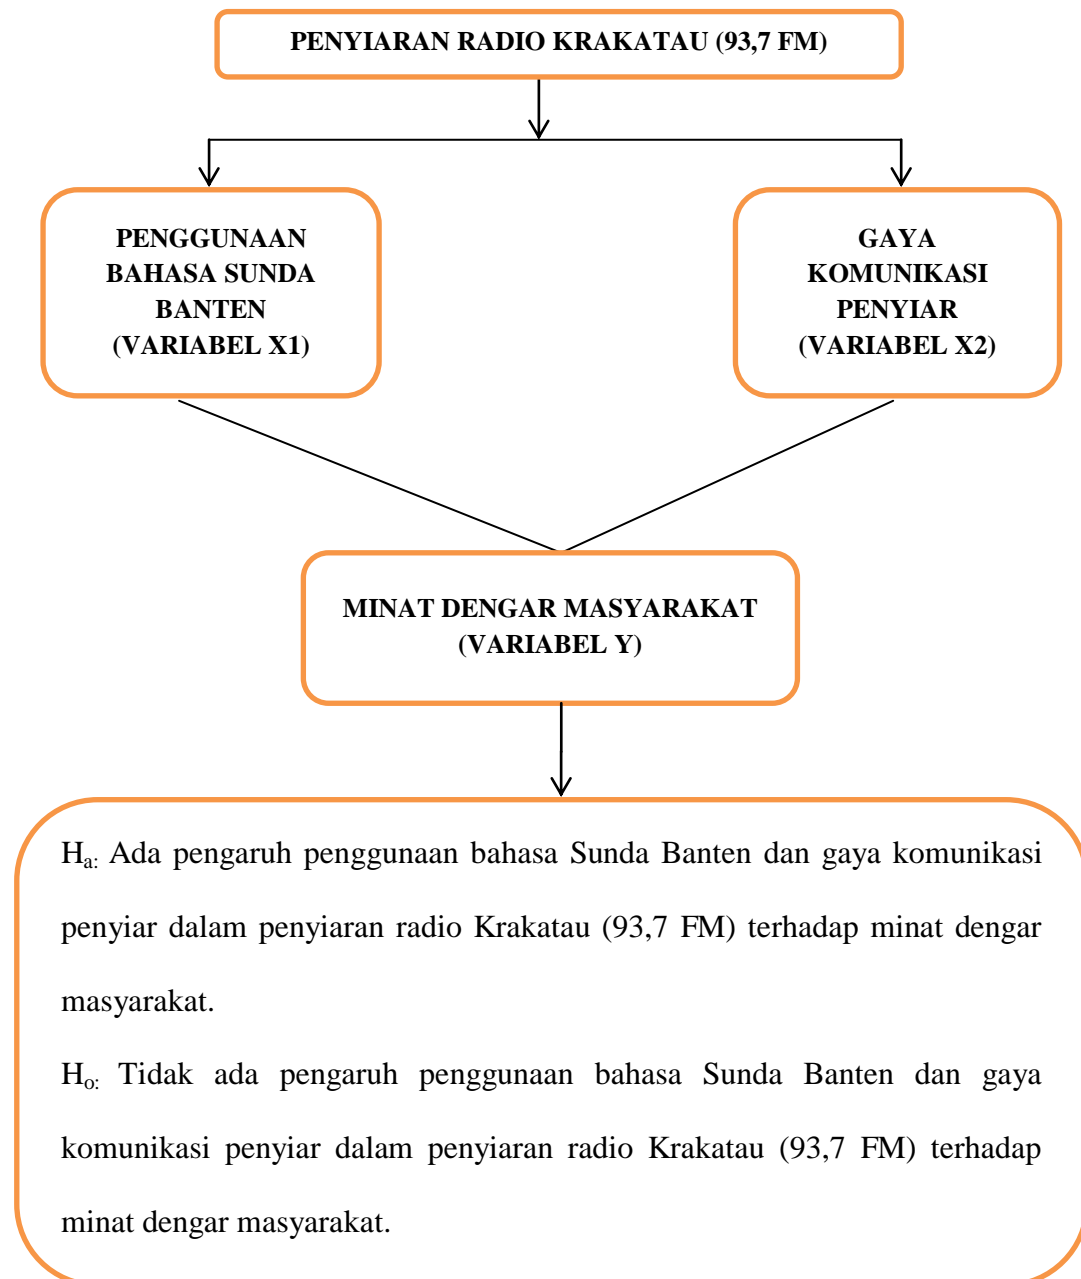 PENYIARAN RADIO KRAKATAU (93,7 FM)
PENGGUNAAN
BAHASA SUNDA
BANTEN
(VARIABEL X1)
GAYA
KOMUNIKASI
PENYIAR
(VARIABEL X2)
MINAT DENGAR MASYARAKAT
(VARIABEL Y)
Ha: Ada pengaruh penggunaan bahasa Sunda Banten dan gaya komunikasi
penyiar dalam penyiaran radio Krakatau (93,7 FM) terhadap minat dengar
masyarakat.
Ho: Tidak ada pengaruh penggunaan bahasa Sunda Banten dan gaya
komunikasi penyiar dalam penyiaran radio Krakatau (93,7 FM) terhadap
minat dengar masyarakat.